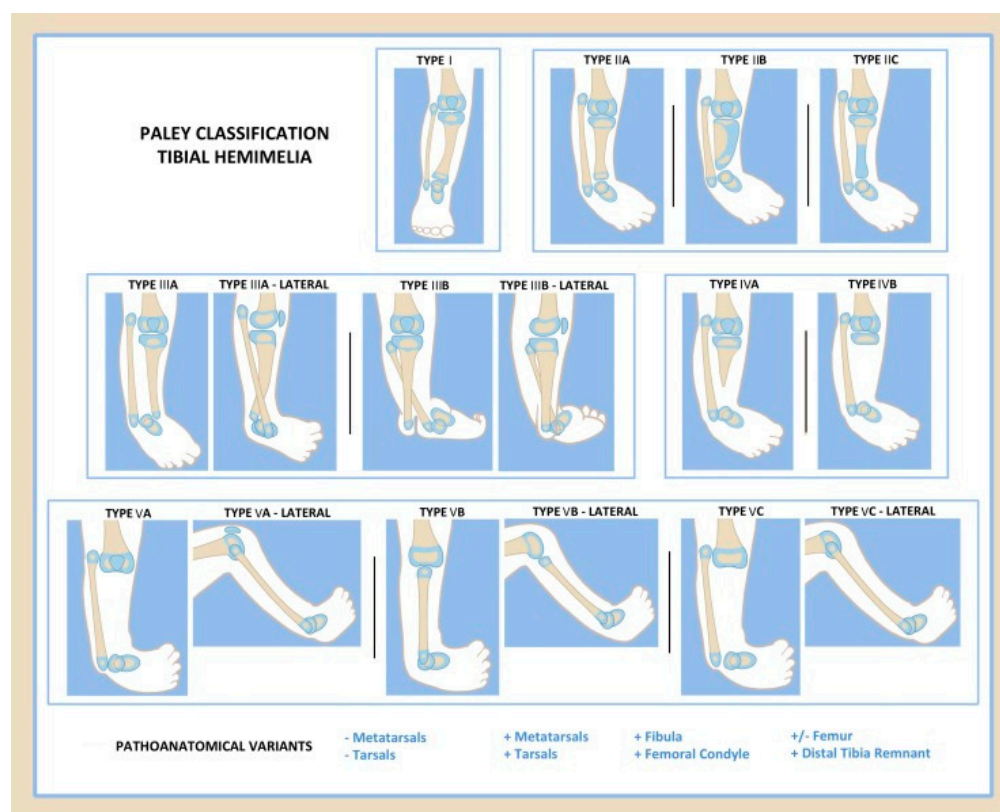 TYPE I
TYPE IIA
TYPE IIB
TYPE IIC
PALEY CLASSIFICATION
TIBIAL HEMIMELIA
TYPE IIIA
TYPE IIIA - LATERAL
TYPE IIIB
TYPE IIIB - LATERAL
TYPE IVA
TYPE IVB
TYPE VA
TYPE VA - LATERAL
TYPE VB
TYPE VB - LATERAL
TYPE VC
TYPE VC - LATERAL
PATHOANATOMICAL VARIANTS
- Metatarsals
- Tarsals
+ Metatarsals
+ Tarsals
+ Fibula
+ Femoral Condyle
+/- Femur
+ Distal Tibia Remnant